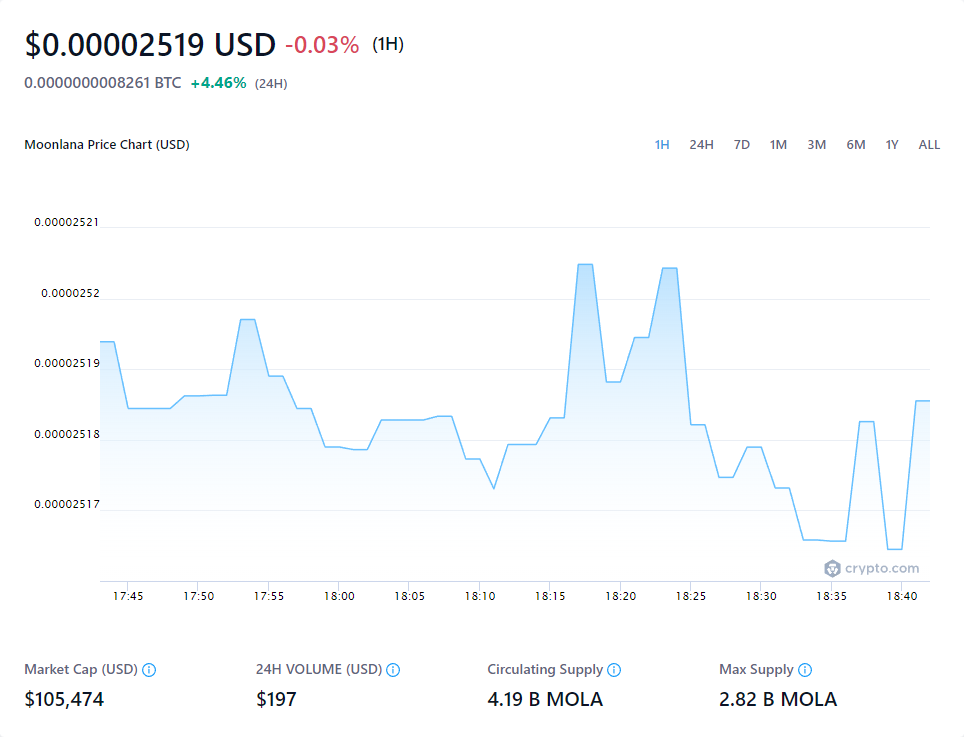 $0.00002519 USD -0.03% (1H)
0.0000000008261 BTC +4.46% (24H)
Moonlana Price Chart (USD)
1H 24H 7D 1M 3M 6M 1Y ALL
0.00002521
0.0000252
0.00002519
0.00002518
0.00002517
crypto.com
17:45 17:50 17:55 18:00 18:05 18:10 18:15 18:20 18:25 18:30 18:35 18:40
Market Cap (USD) 24H VOLUME (USD) Circulating Supply Max Supply
$105,474 $197 4.19 B MOLA 2.82 B MOLA